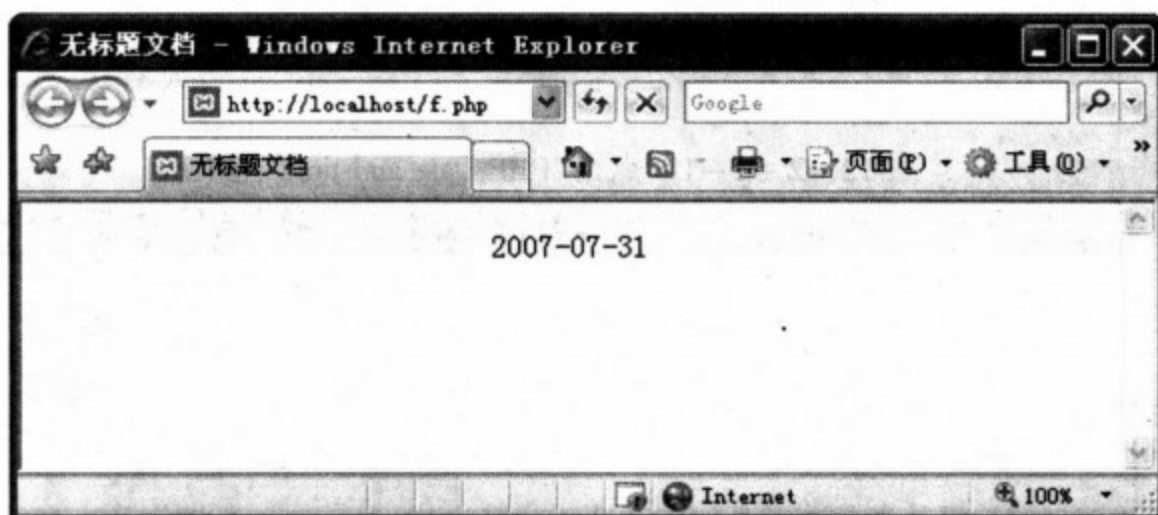 无标题文档 - Windows Internet Explorer
http://localhost/f.php Google
无标题文档 页面(P) 工具(O) »
2007-07-31
Internet 100%